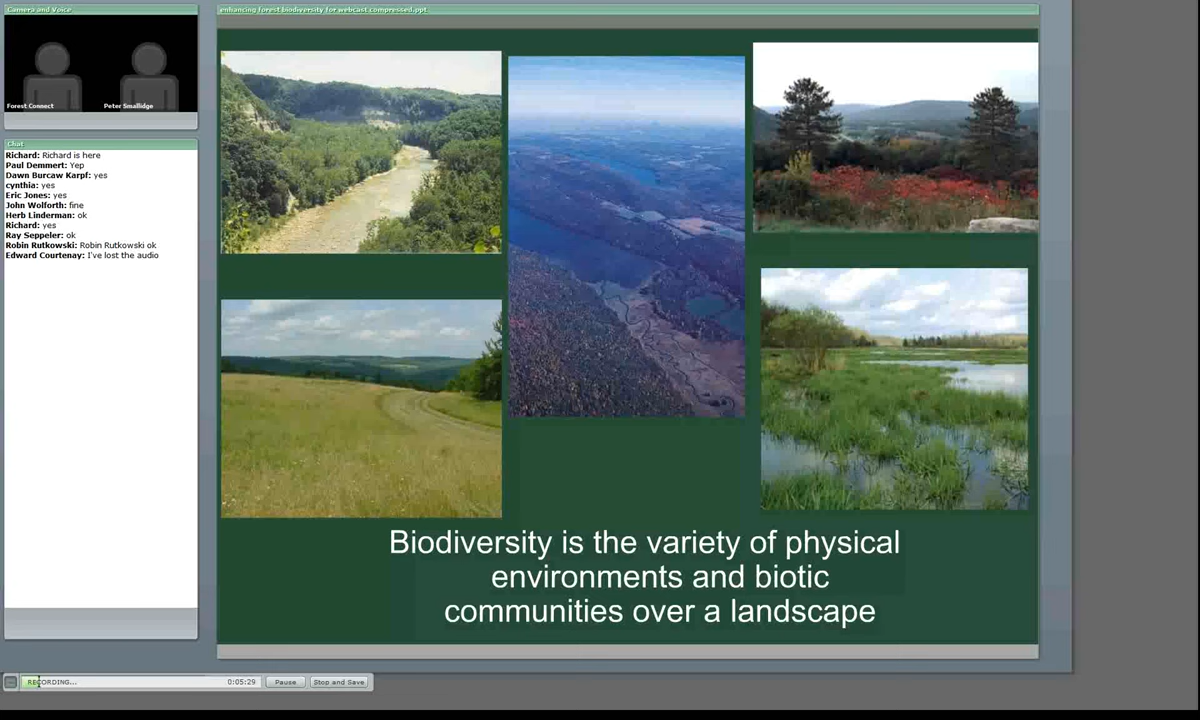 Camera and Voice
enhancing forest biodiversity for webcast compressed.ppt
Forest Connect
Peter Smallidge
Chat
Richard: Richard is here
Paul Demmert: Yep
Dawn Burcaw Karpf: yes
cynthia: yes
Eric Jones: yes
John Wolforth: fine
Herb Linderman: ok
Richard: yes
Ray Seppeler: ok
Robin Rutkowski: Robin Rutkowski ok
Edward Courtenay: I've lost the audio
Biodiversity is the variety of physical
environments and biotic
communities over a landscape
RECORDING...
0:05:29
Pause
Stop and Save